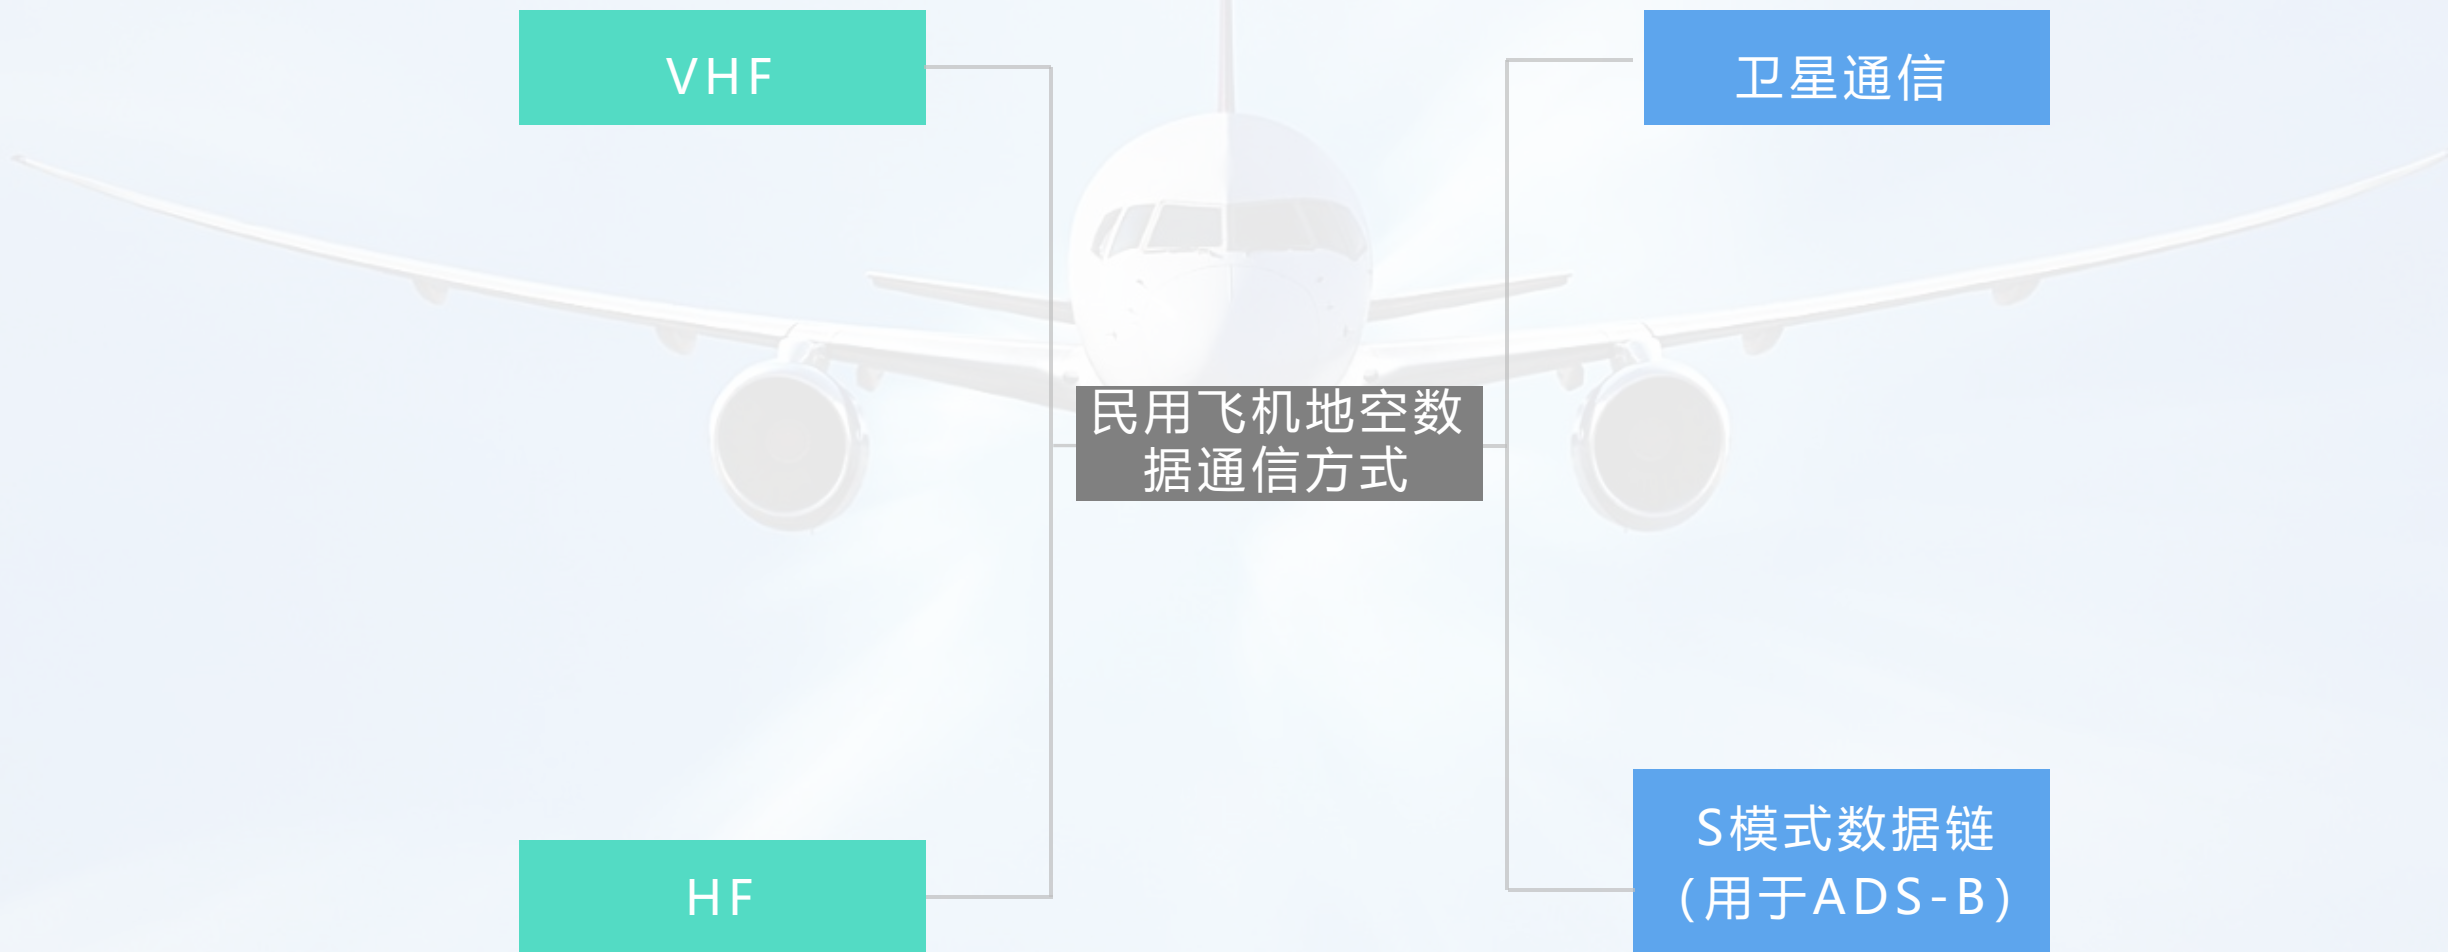 VHF
卫星通信
民用飞机地空数
据通信方式
HF
S模式数据链
(用于ADS-B)